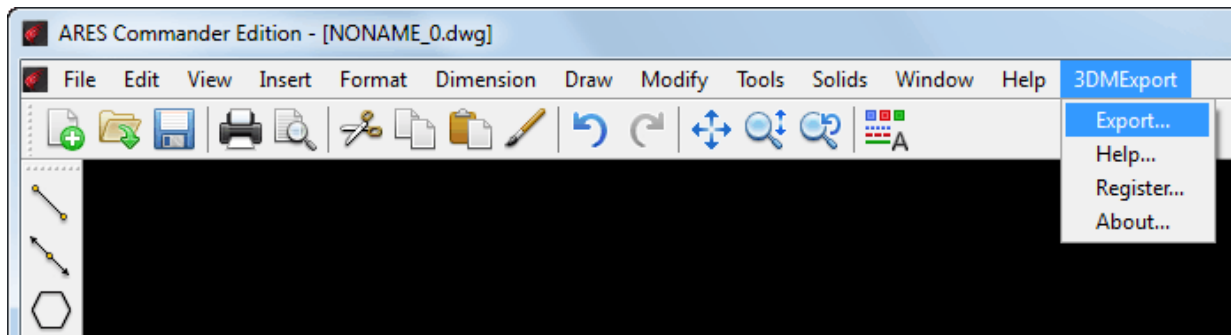 ARES Commander Edition - [NONAME_0.dwg]
File Edit View Insert Format Dimension Draw Modify Tools Solids Window Help 3DMExport
Export...
Help...
Register...
About...
A